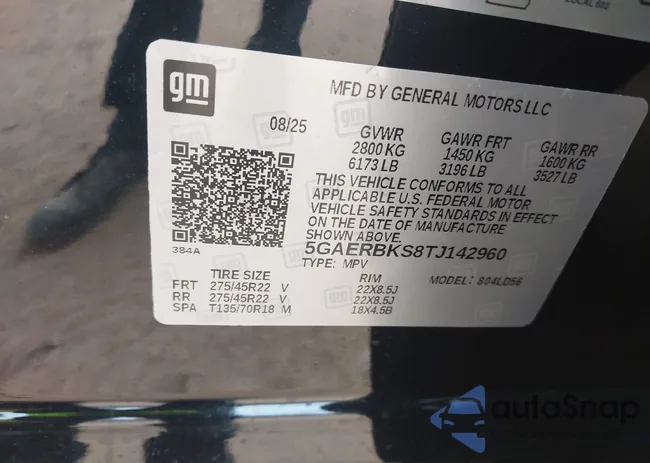 LOCAL 602
gm
MFD BY GENERAL MOTORS LLC
08/25
GVWR GAWR FRT GAWR RR
2800 KG 1450 KG 1600 KG
6173 LB 3196 LB 3527 LB
THIS VEHICLE CONFORMS TO ALL
APPLICABLE U.S. FEDERAL MOTOR
VEHICLE SAFETY STANDARDS IN EFFECT
ON THE DATE OF MANUFACTURE
SHOWN ABOVE.
384A
5GAERBKS8TJ142960
TYPE: MPV MODEL: 804LD56
TIRE SIZE RIM
FRT 275/45R22 V 22X8.5J
RR 275/45R22 V 22X8.5J
SPA T135/70R18 M 18X4.5B
autoSnap